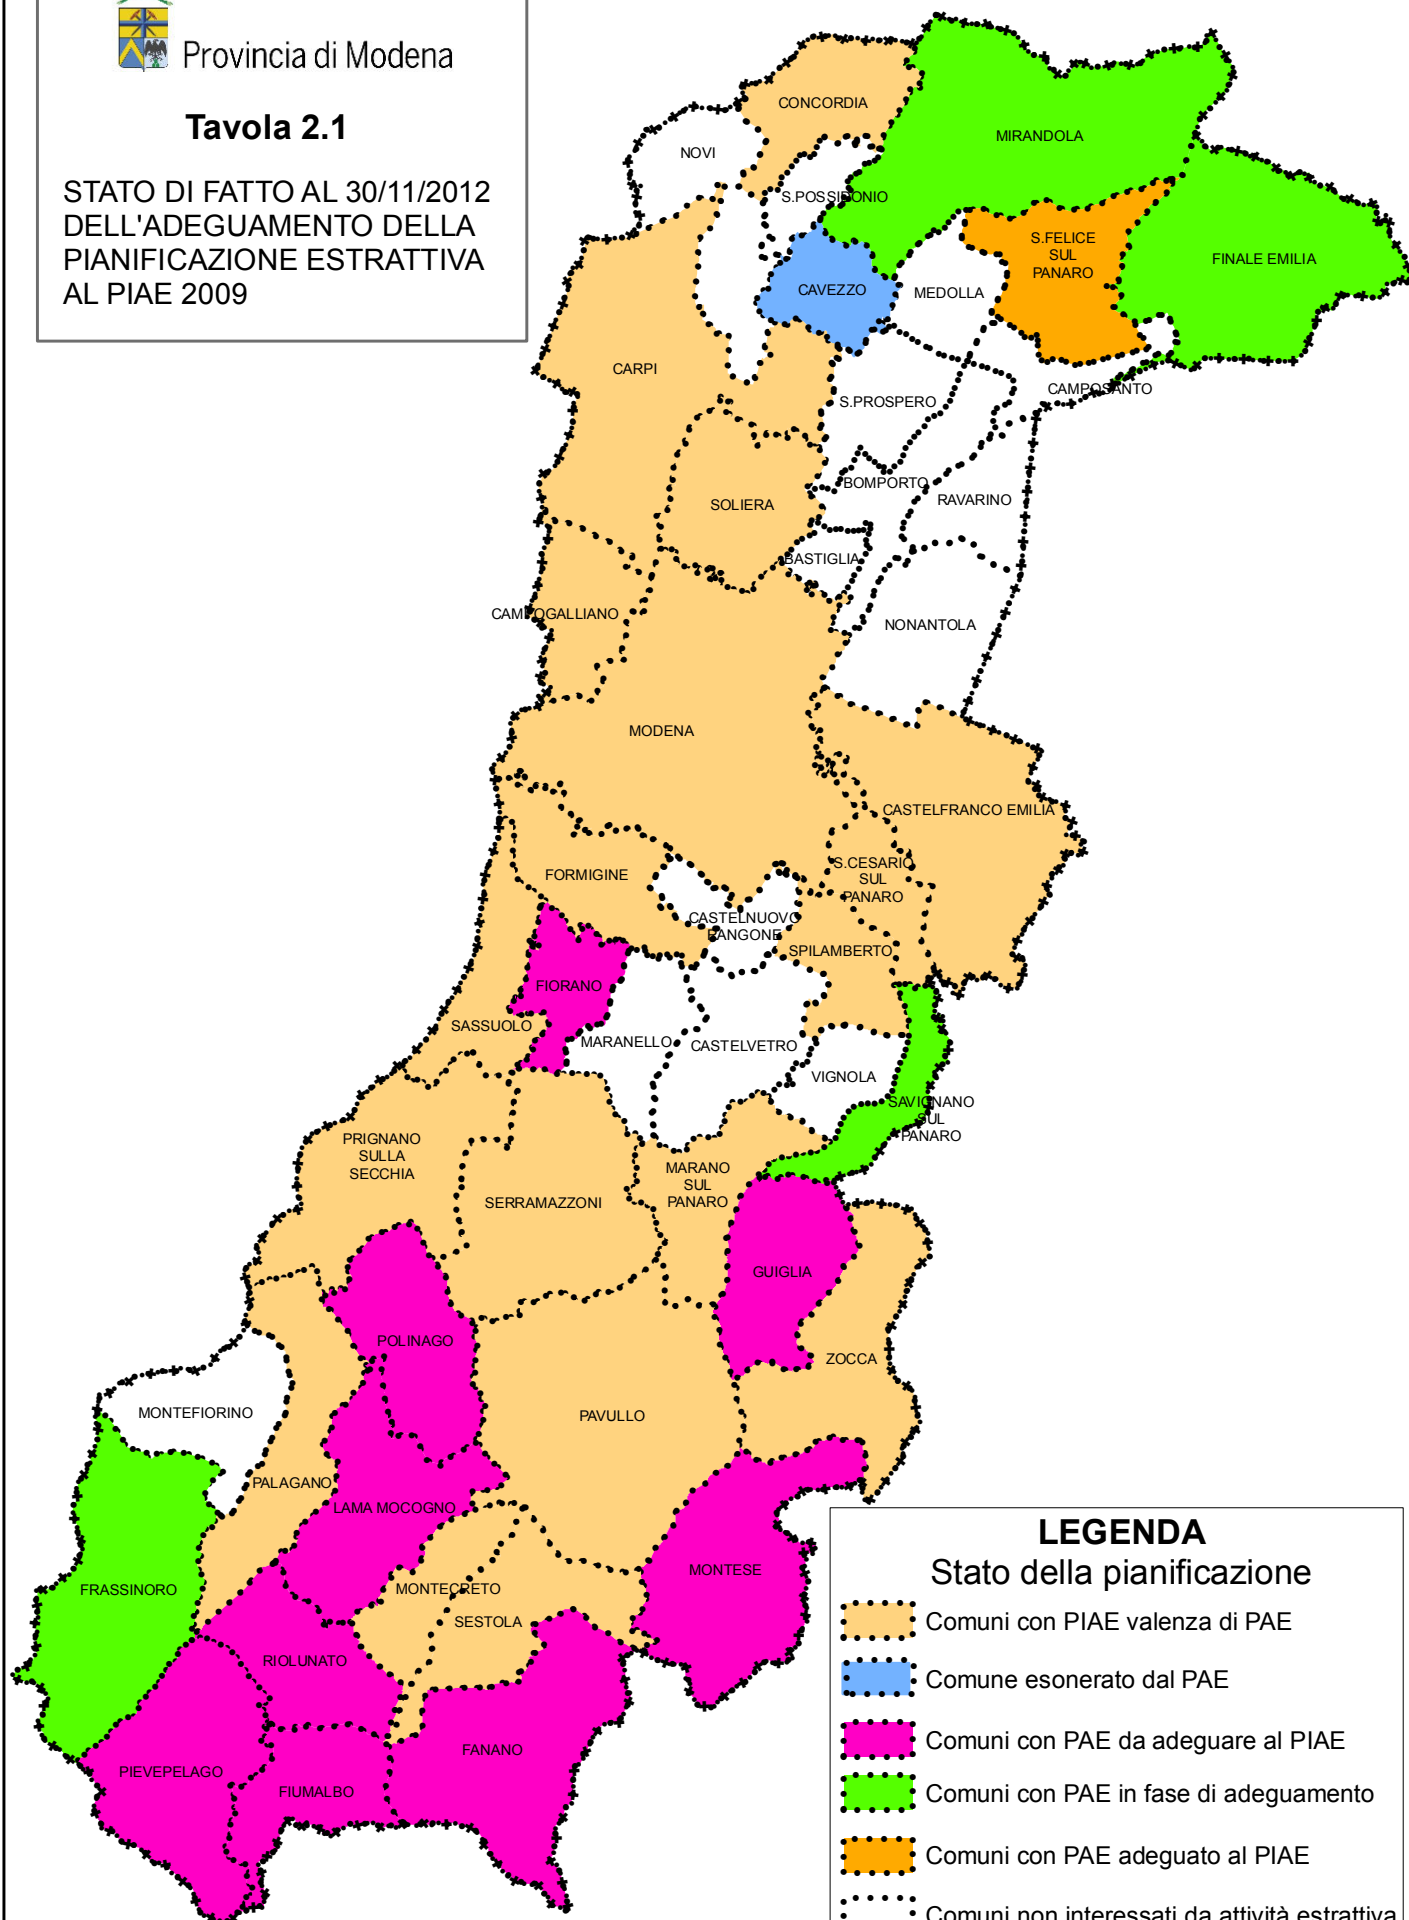 Provincia di Modena
Tavola 2.1
STATO DI FATTO AL 30/11/2012
DELL'ADEGUAMENTO DELLA
PIANIFICAZIONE ESTRATTIVA
AL PIAE 2009
CONCORDIA
MIRANDOLA
NOVI
S.POSSIDONIO
S.FELICE
SUL
PANARO
FINALE EMILIA
CAVEZZO
MEDOLLA
CARPI
CAMPOSANTO
S.PROSPERO
BOMPORTO
RAVARINO
SOLIERA
BASTIGLIA
CAMPOGALLIANO
NONANTOLA
MODENA
CASTELFRANCO EMILIA
S.CESARIO
SUL
PANARO
FORMIGINE
CASTELNUOVO
RANGONE
SPILAMBERTO
FIORANO
SASSUOLO
MARANELLO
CASTELVETRO
VIGNOLA
SAVIGNANO
SUL
PANARO
PRIGNANO
SULLA
SECCHIA
MARANO
SUL
PANARO
SERRAMAZZONI
GUIGLIA
POLINAGO
ZOCCA
MONTEFIORINO
PAVULLO
PALAGANO
LAMA MOCOGNO
MONTESE
FRASSINORO
MONTECRETO
SESTOLA
RIOLUNATO
FANANO
PIEVEPELAGO
FIUMALBO
LEGENDA
Stato della pianificazione
Comuni con PIAE valenza di PAE
Comune esonerato dal PAE
Comuni con PAE da adeguare al PIAE
Comuni con PAE in fase di adeguamento
Comuni con PAE adeguato al PIAE
Comuni non interessati da attività estrattiva